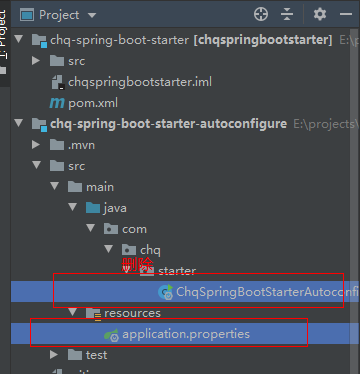 1: Project
Project
chq-spring-boot-starter [chqspringbootstarter] E:\p
src
chqspringbootstarter.iml
pom.xml
chq-spring-boot-starter-autoconfigure E:\projects\
.mvn
src
main
java
com
chq
删除
starter
ChqSpringBootStarterAutoconfi
resources
application.properties
test